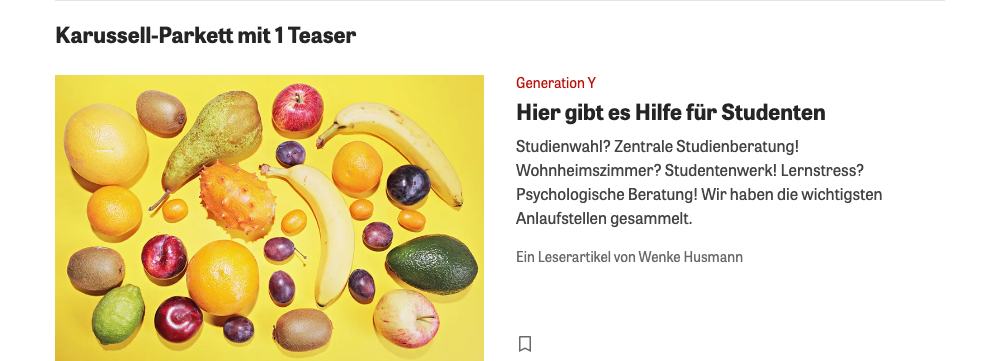 Karussell-Parkett mit 1 Teaser
Generation Y
Hier gibt es Hilfe für Studenten
Studienwahl? Zentrale Studienberatung!
Wohnheimszimmer? Studentenwerk! Lernstress?
Psychologische Beratung! Wir haben die wichtigsten
Anlaufstellen gesammelt.
Ein Leserartikel von Wenke Husmann